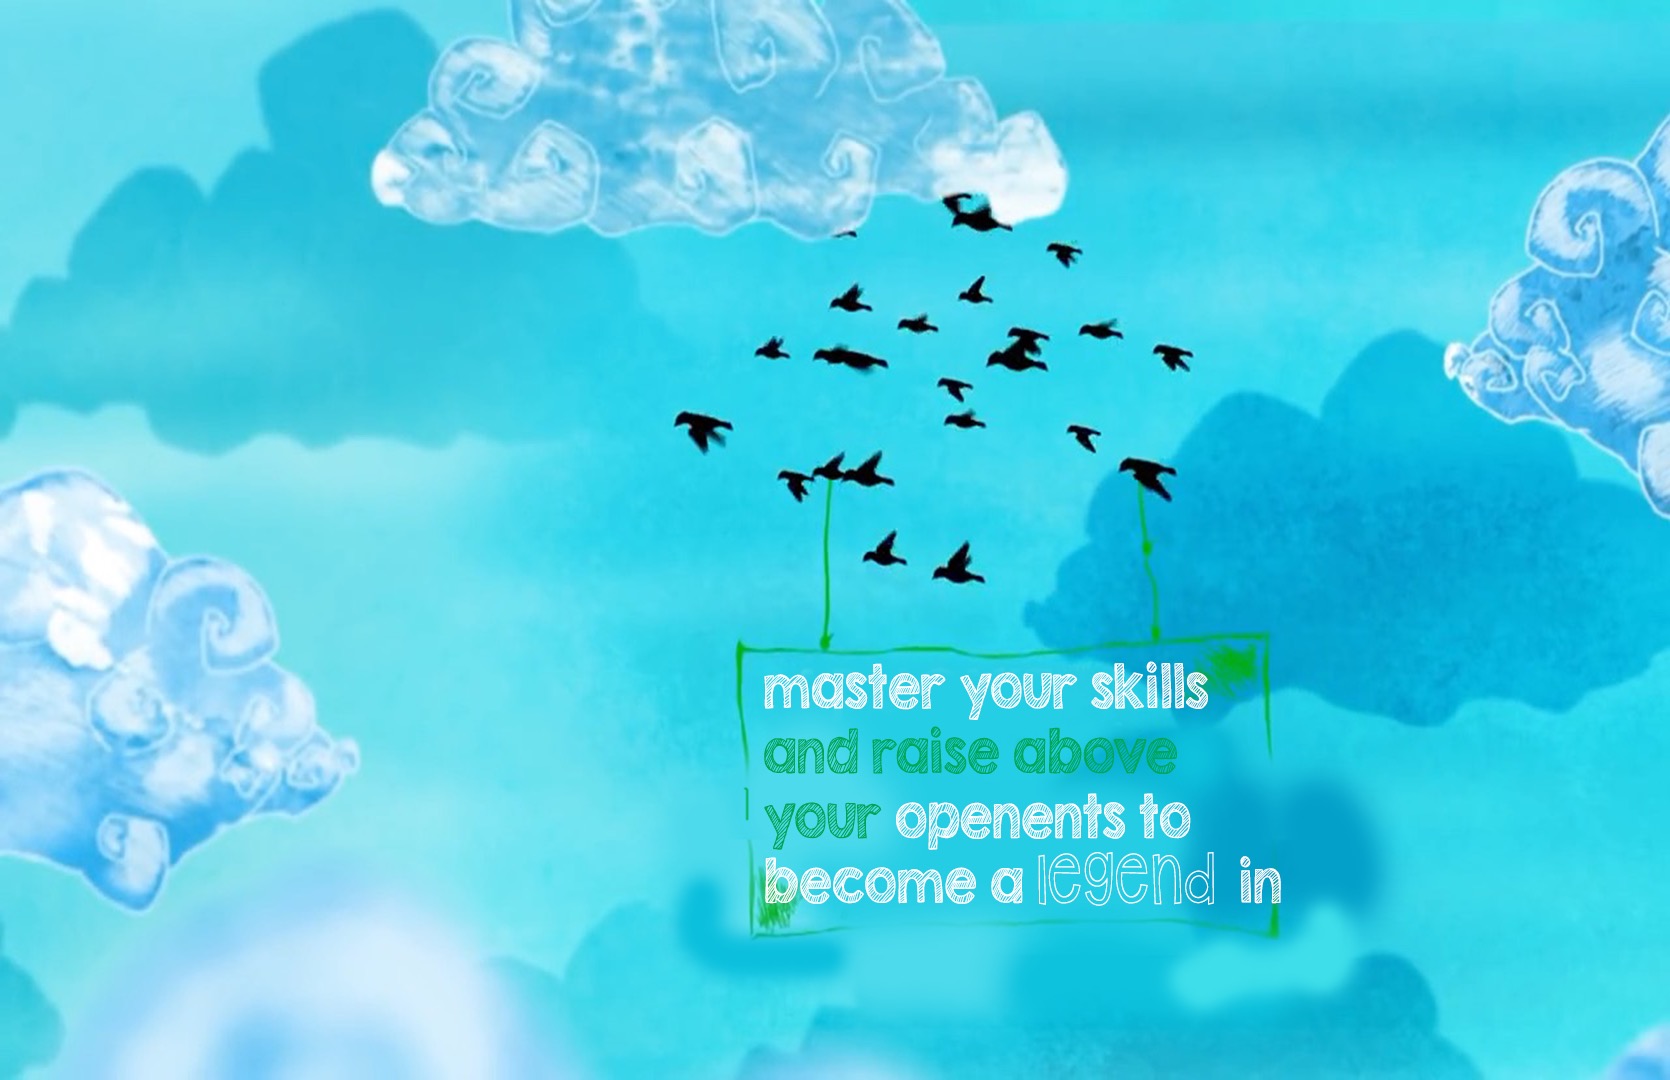 master your skills
and raise above
your openents to
become a legend in